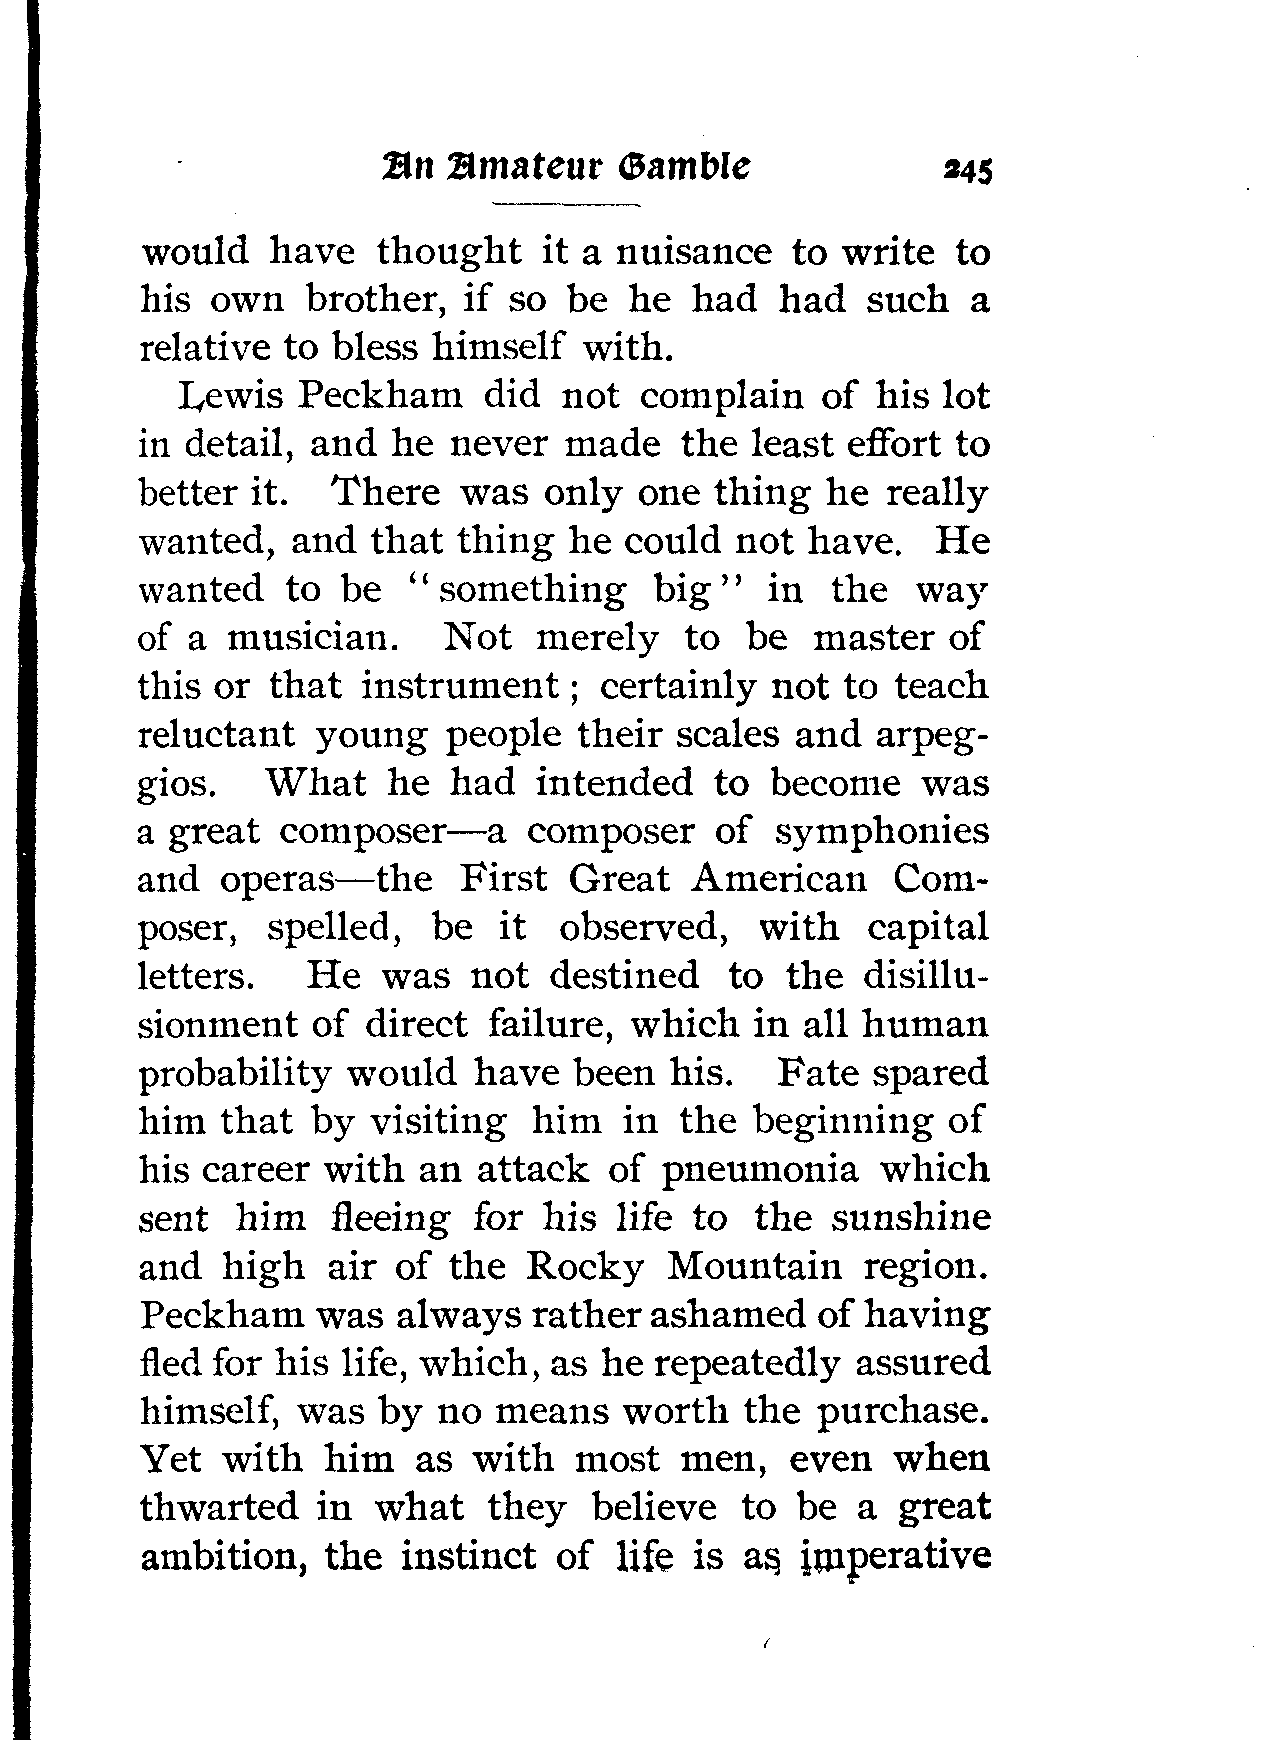 An Amateur Gamble 245
would have thought it a nuisance to write to
his own brother, if so be he had had such a
relative to bless himself with.
Lewis Peckham did not complain of his lot
in detail, and he never made the least effort to
better it. There was only one thing he really
wanted, and that thing he could not have. He
wanted to be "something big" in the way
of a musician. Not merely to be master of
this or that instrument; certainly not to teach
reluctant young people their scales and arpeg-
gios. What he had intended to become was
a great composer—a composer of symphonies
and operas—the First Great American Com-
poser, spelled, be it observed, with capital
letters. He was not destined to the disillu-
sionment of direct failure, which in all human
probability would have been his. Fate spared
him that by visiting him in the beginning of
his career with an attack of pneumonia which
sent him fleeing for his life to the sunshine
and high air of the Rocky Mountain region.
Peckham was always rather ashamed of having
fled for his life, which, as he repeatedly assured
himself, was by no means worth the purchase.
Yet with him as with most men, even when
thwarted in what they believe to be a great
ambition, the instinct of life is as imperative